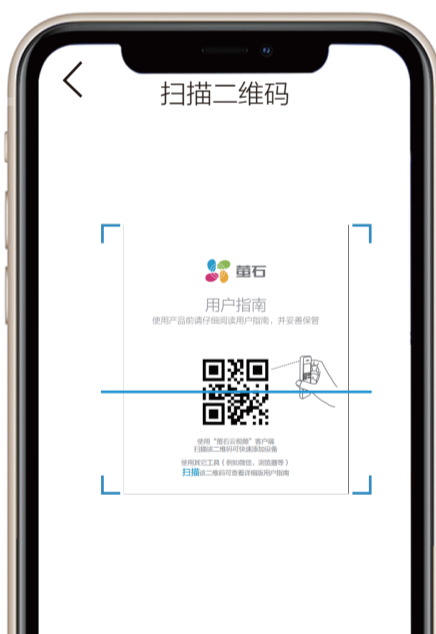 扫描二维码
萤石
用户指南
使用产品前请仔细阅读用户指南，并妥善保管
使用“萤石云视频”客户端
扫描该二维码可快速添加设备
使用其它工具（例如微信、浏览器等）
扫描该二维码可查看详细版用户指南